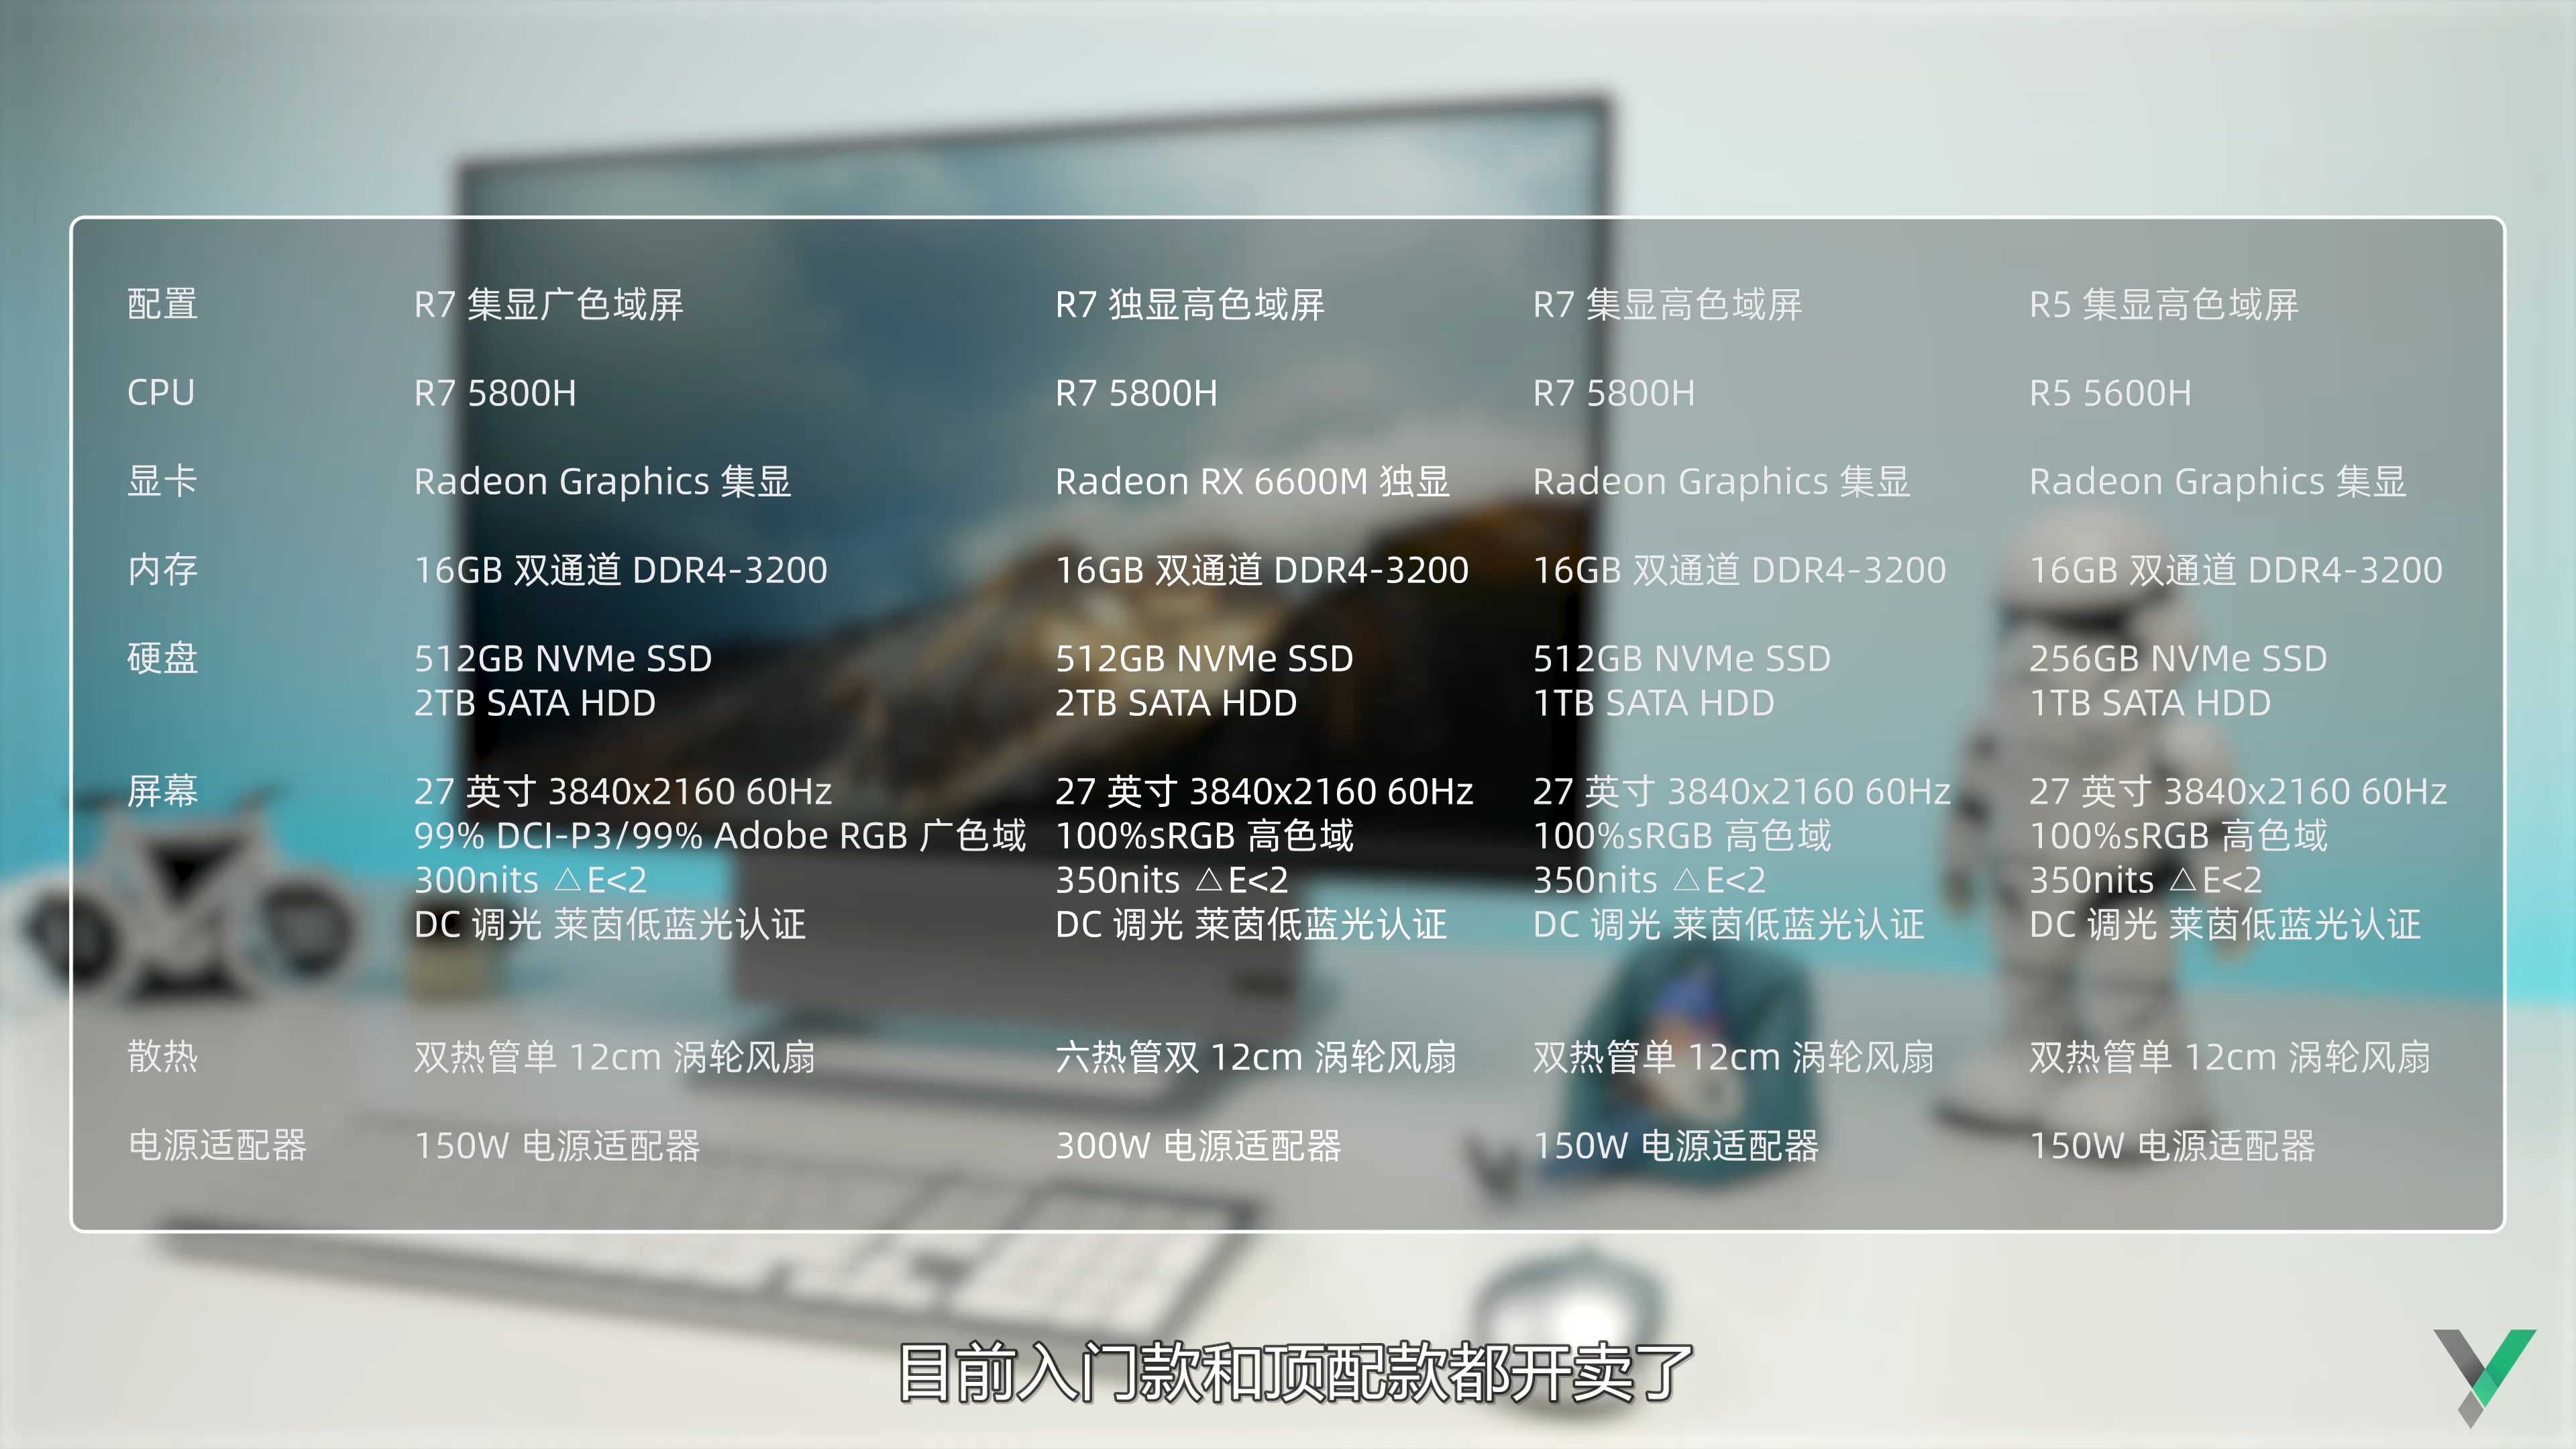 配置 R7 集显广色域屏 R7 独显高色域屏 R7 集显高色域屏 R5 集显高色域屏
CPU R7 5800H R7 5800H R7 5800H R5 5600H
显卡 Radeon Graphics 集显 Radeon RX 6600M 独显 Radeon Graphics 集显 Radeon Graphics 集显
内存 16GB 双通道 DDR4-3200 16GB 双通道 DDR4-3200 16GB 双通道 DDR4-3200 16GB 双通道 DDR4-3200
硬盘 512GB NVMe SSD 512GB NVMe SSD 512GB NVMe SSD 256GB NVMe SSD
2TB SATA HDD 2TB SATA HDD 1TB SATA HDD 1TB SATA HDD
屏幕 27 英寸 3840x2160 60Hz 27 英寸 3840x2160 60Hz 27 英寸 3840x2160 60Hz 27 英寸 3840x2160 60Hz
99% DCI-P3/99% Adobe RGB 广色域 100%sRGB 高色域 100%sRGB 高色域 100%sRGB 高色域
300nits △E<2 350nits △E<2 350nits △E<2 350nits △E<2
DC 调光 莱茵低蓝光认证 DC 调光 莱茵低蓝光认证 DC 调光 莱茵低蓝光认证 DC 调光 莱茵低蓝光认证
散热 双热管单 12cm 涡轮风扇 六热管双 12cm 涡轮风扇 双热管单 12cm 涡轮风扇 双热管单 12cm 涡轮风扇
电源适配器 150W 电源适配器 300W 电源适配器 150W 电源适配器 150W 电源适配器
目前入门款和顶配款都开卖了